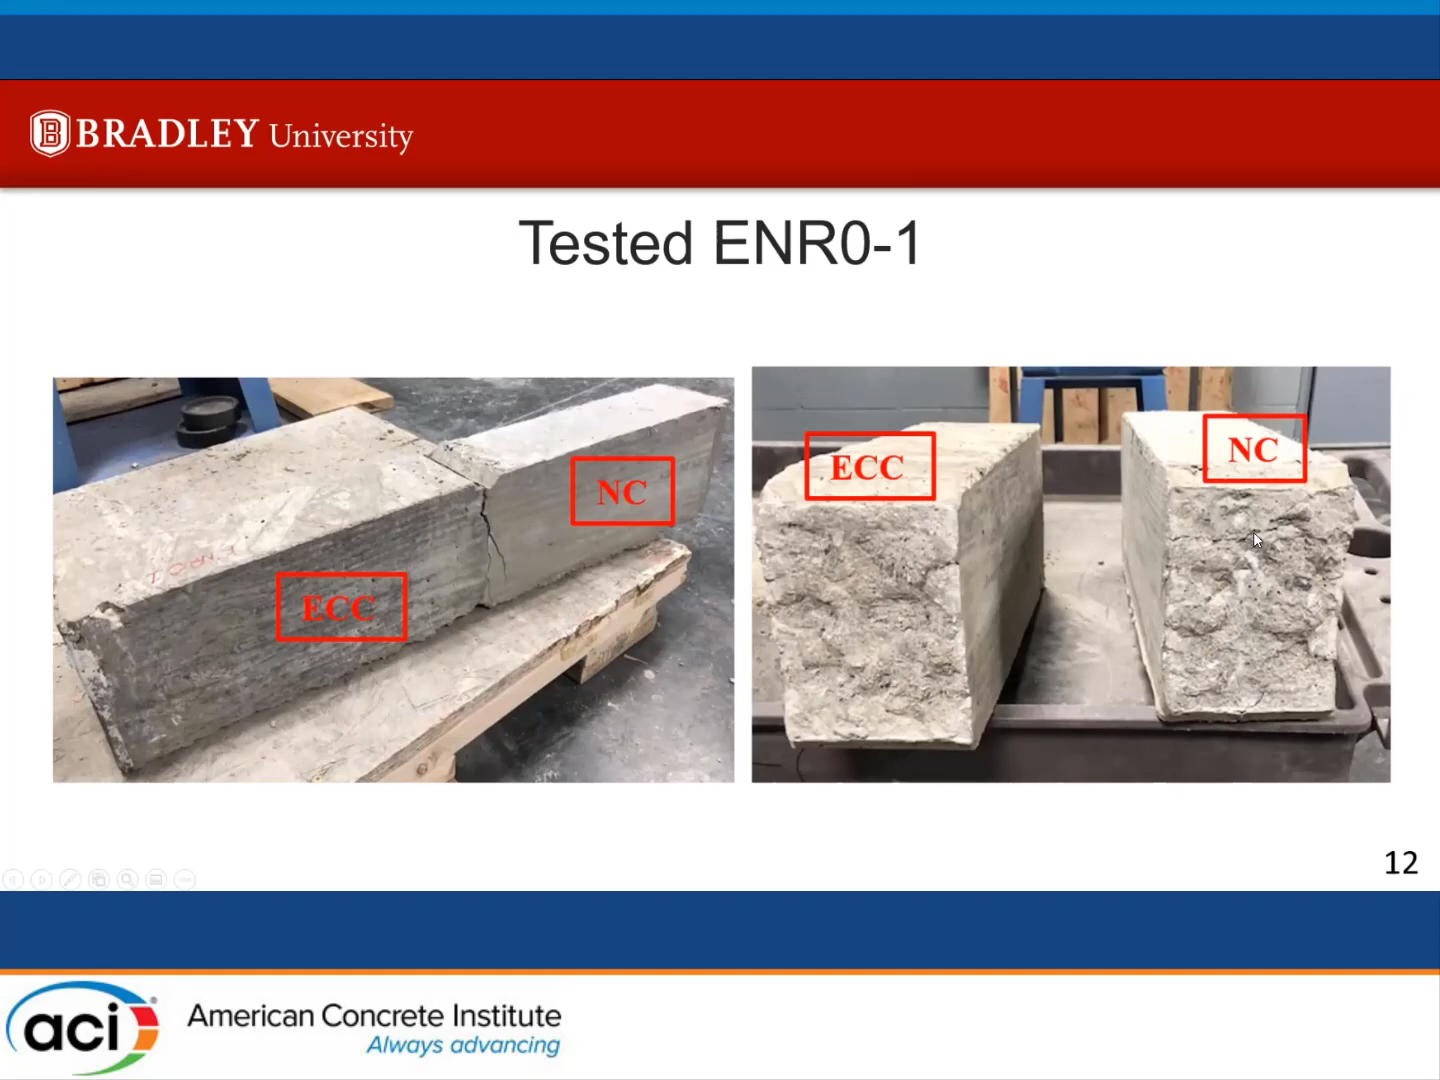 BRADLEY University
Tested ENR0-1
ECC
NC
ECC
NC
12
aci
American Concrete Institute
Always advancing